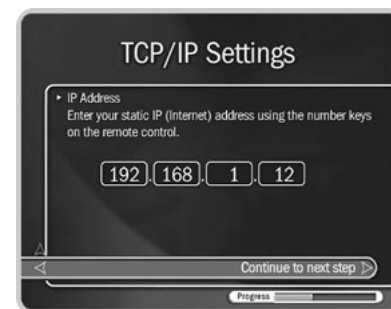 TCP/IP Settings
IP Address
Enter your static IP (Internet) address using the number keys
on the remote control.
192.168.1.12
Continue to next step
Progress